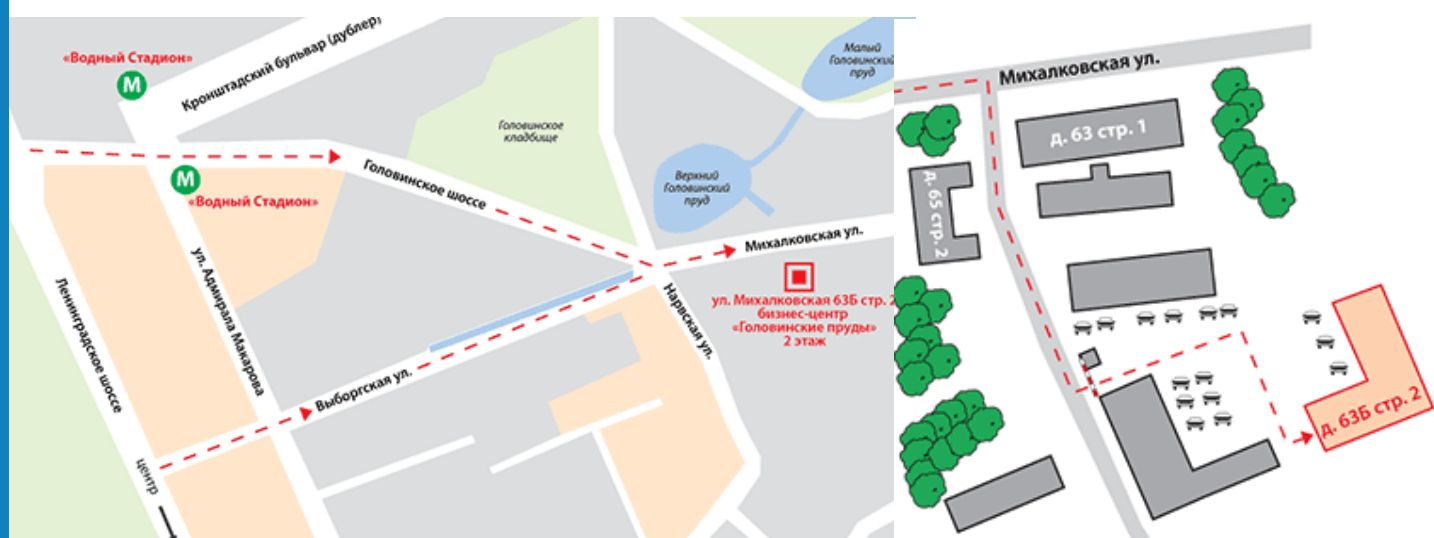 «Водный Стадион»
М
Кронштадский бульвар (дублер)
Малый
Головинский
пруд
Головинское
кладбище
Головинское шоссе
М
«Водный Стадион»
Верхний
Головинский
пруд
Михалковская ул.
ул. Михалковская 63Б стр. 2
бизнес-центр
«Головинские пруды»
2 этаж
ул. Адмирала Макарова
Ленинградское шоссе
Нарвская ул.
Выборгская ул.
центр
Михалковская ул.
д. 63 стр. 1
д. 65 стр. 2
д. 63Б стр. 2